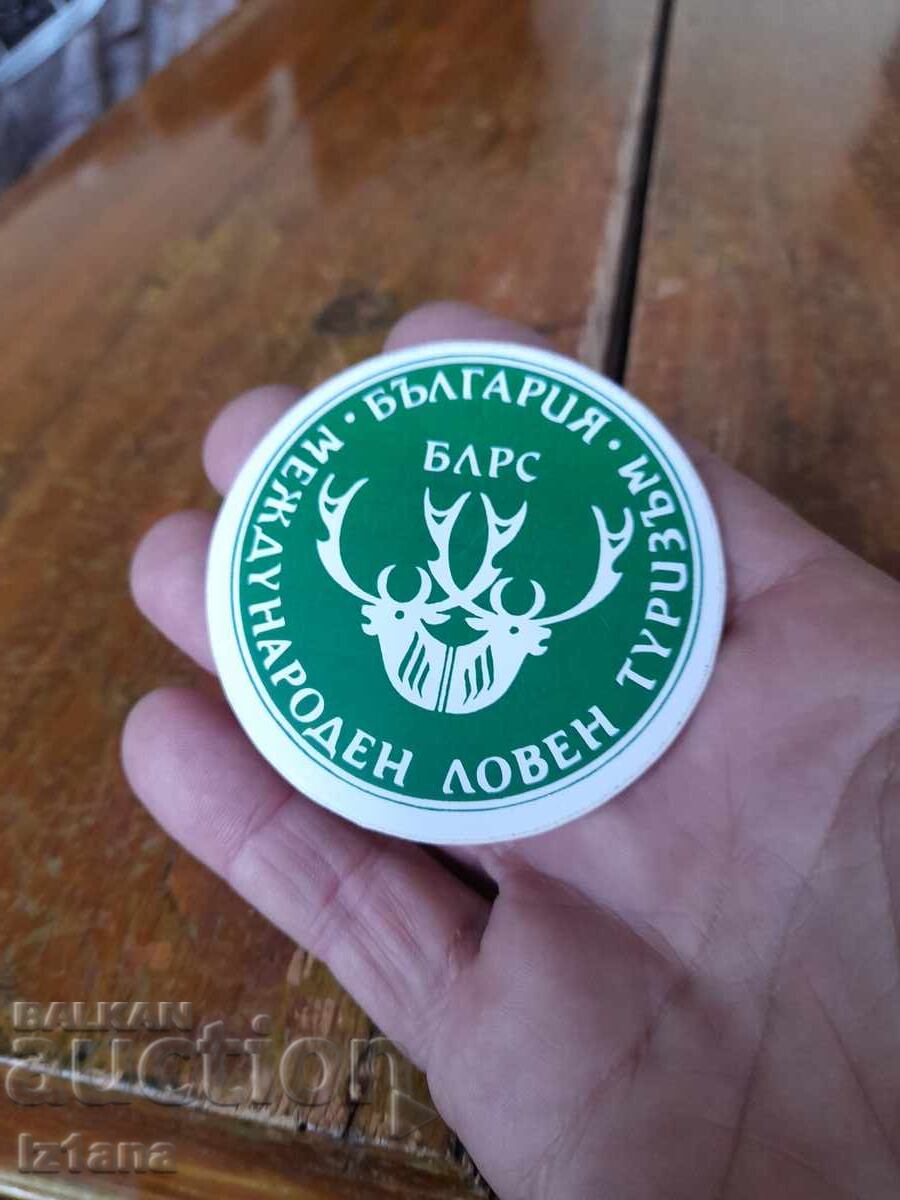 · БЪЛГАРИЯ ·
БЛРС
МЕЖДУНАРОДЕН ЛОВЕН ТУРИЗЪМ
BALKAN
auction
Iz1ana